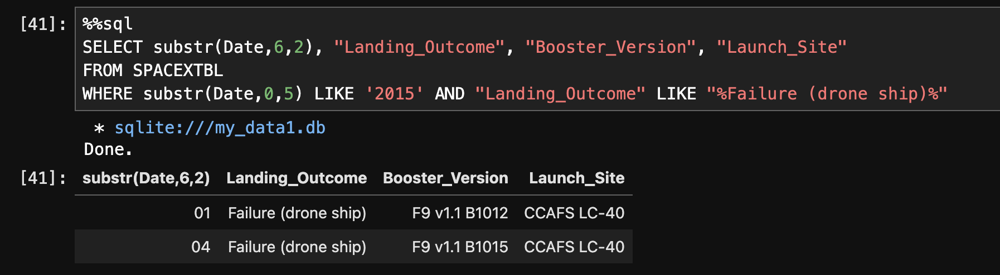 [41]: %%sql
SELECT substr(Date,6,2), "Landing_Outcome", "Booster_Version", "Launch_Site"
FROM SPACEXTBL
WHERE substr(Date,0,5) LIKE '2015' AND "Landing_Outcome" LIKE "%Failure (drone ship)%"
* sqlite:///my_data1.db
Done.
[41]: substr(Date,6,2) Landing_Outcome Booster_Version Launch_Site
01 Failure (drone ship) F9 v1.1 B1012 CCAFS LC-40
04 Failure (drone ship) F9 v1.1 B1015 CCAFS LC-40